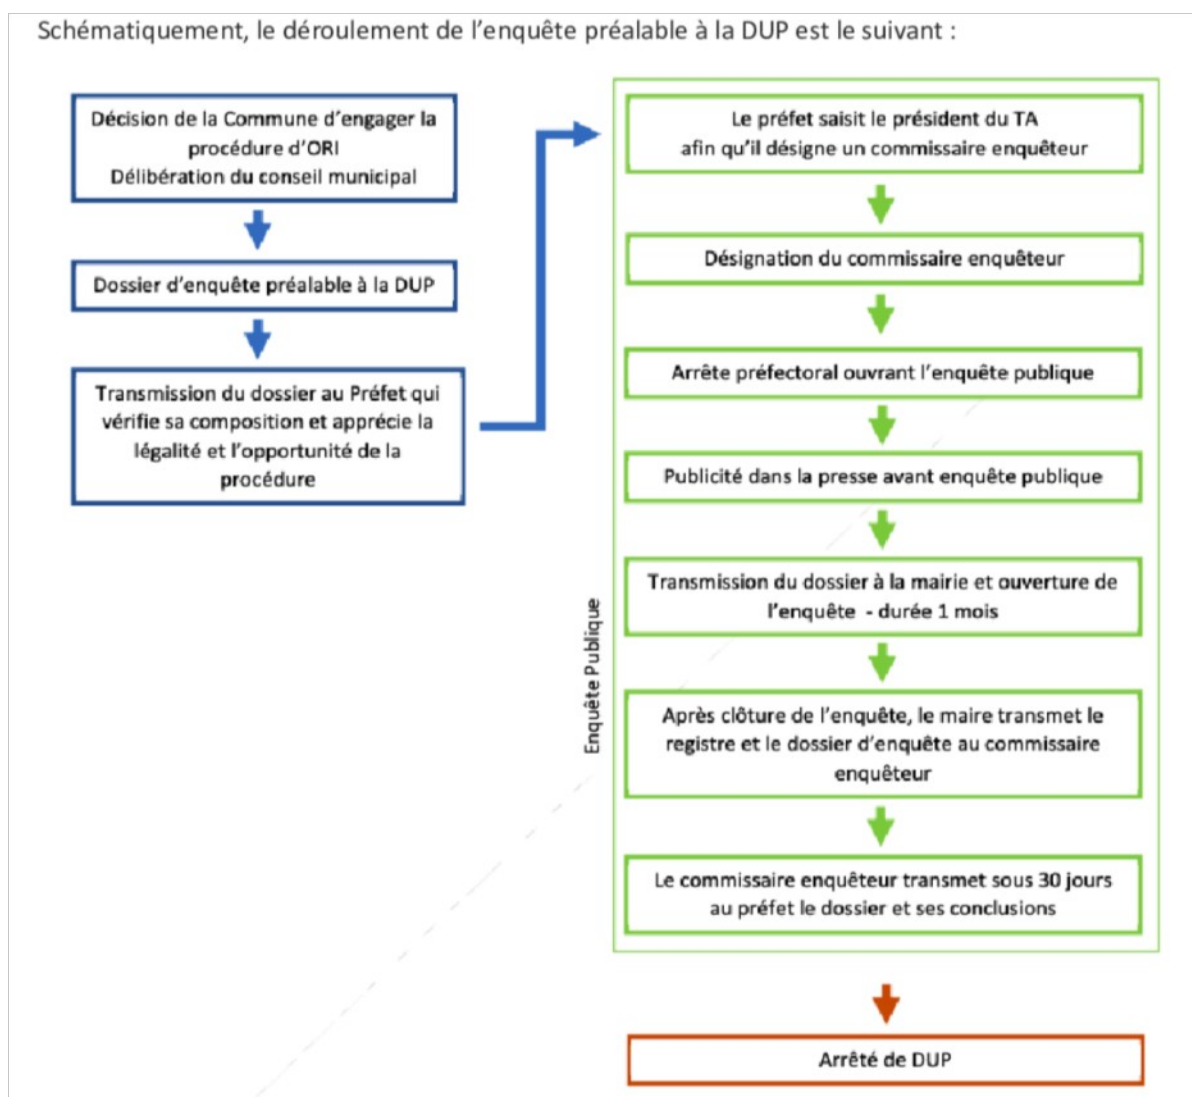 Schématiquement, le déroulement de l'enquête préalable à la DUP est le suivant :
Décision de la Commune d'engager la
procédure d'ORI
Délibération du conseil municipal
Dossier d'enquête préalable à la DUP
Transmission du dossier au Préfet qui
vérifie sa composition et apprécie la
légalité et l'opportunité de la
procédure
Enquête Publique
Le préfet saisit le président du TA
afin qu'il désigne un commissaire enquêteur
Désignation du commissaire enquêteur
Arrête préfectoral ouvrant l'enquête publique
Publicité dans la presse avant enquête publique
Transmission du dossier à la mairie et ouverture de
l'enquête - durée 1 mois
Après clôture de l'enquête, le maire transmet le
registre et le dossier d'enquête au commissaire
enquêteur
Le commissaire enquêteur transmet sous 30 jours
au préfet le dossier et ses conclusions
Arrêté de DUP